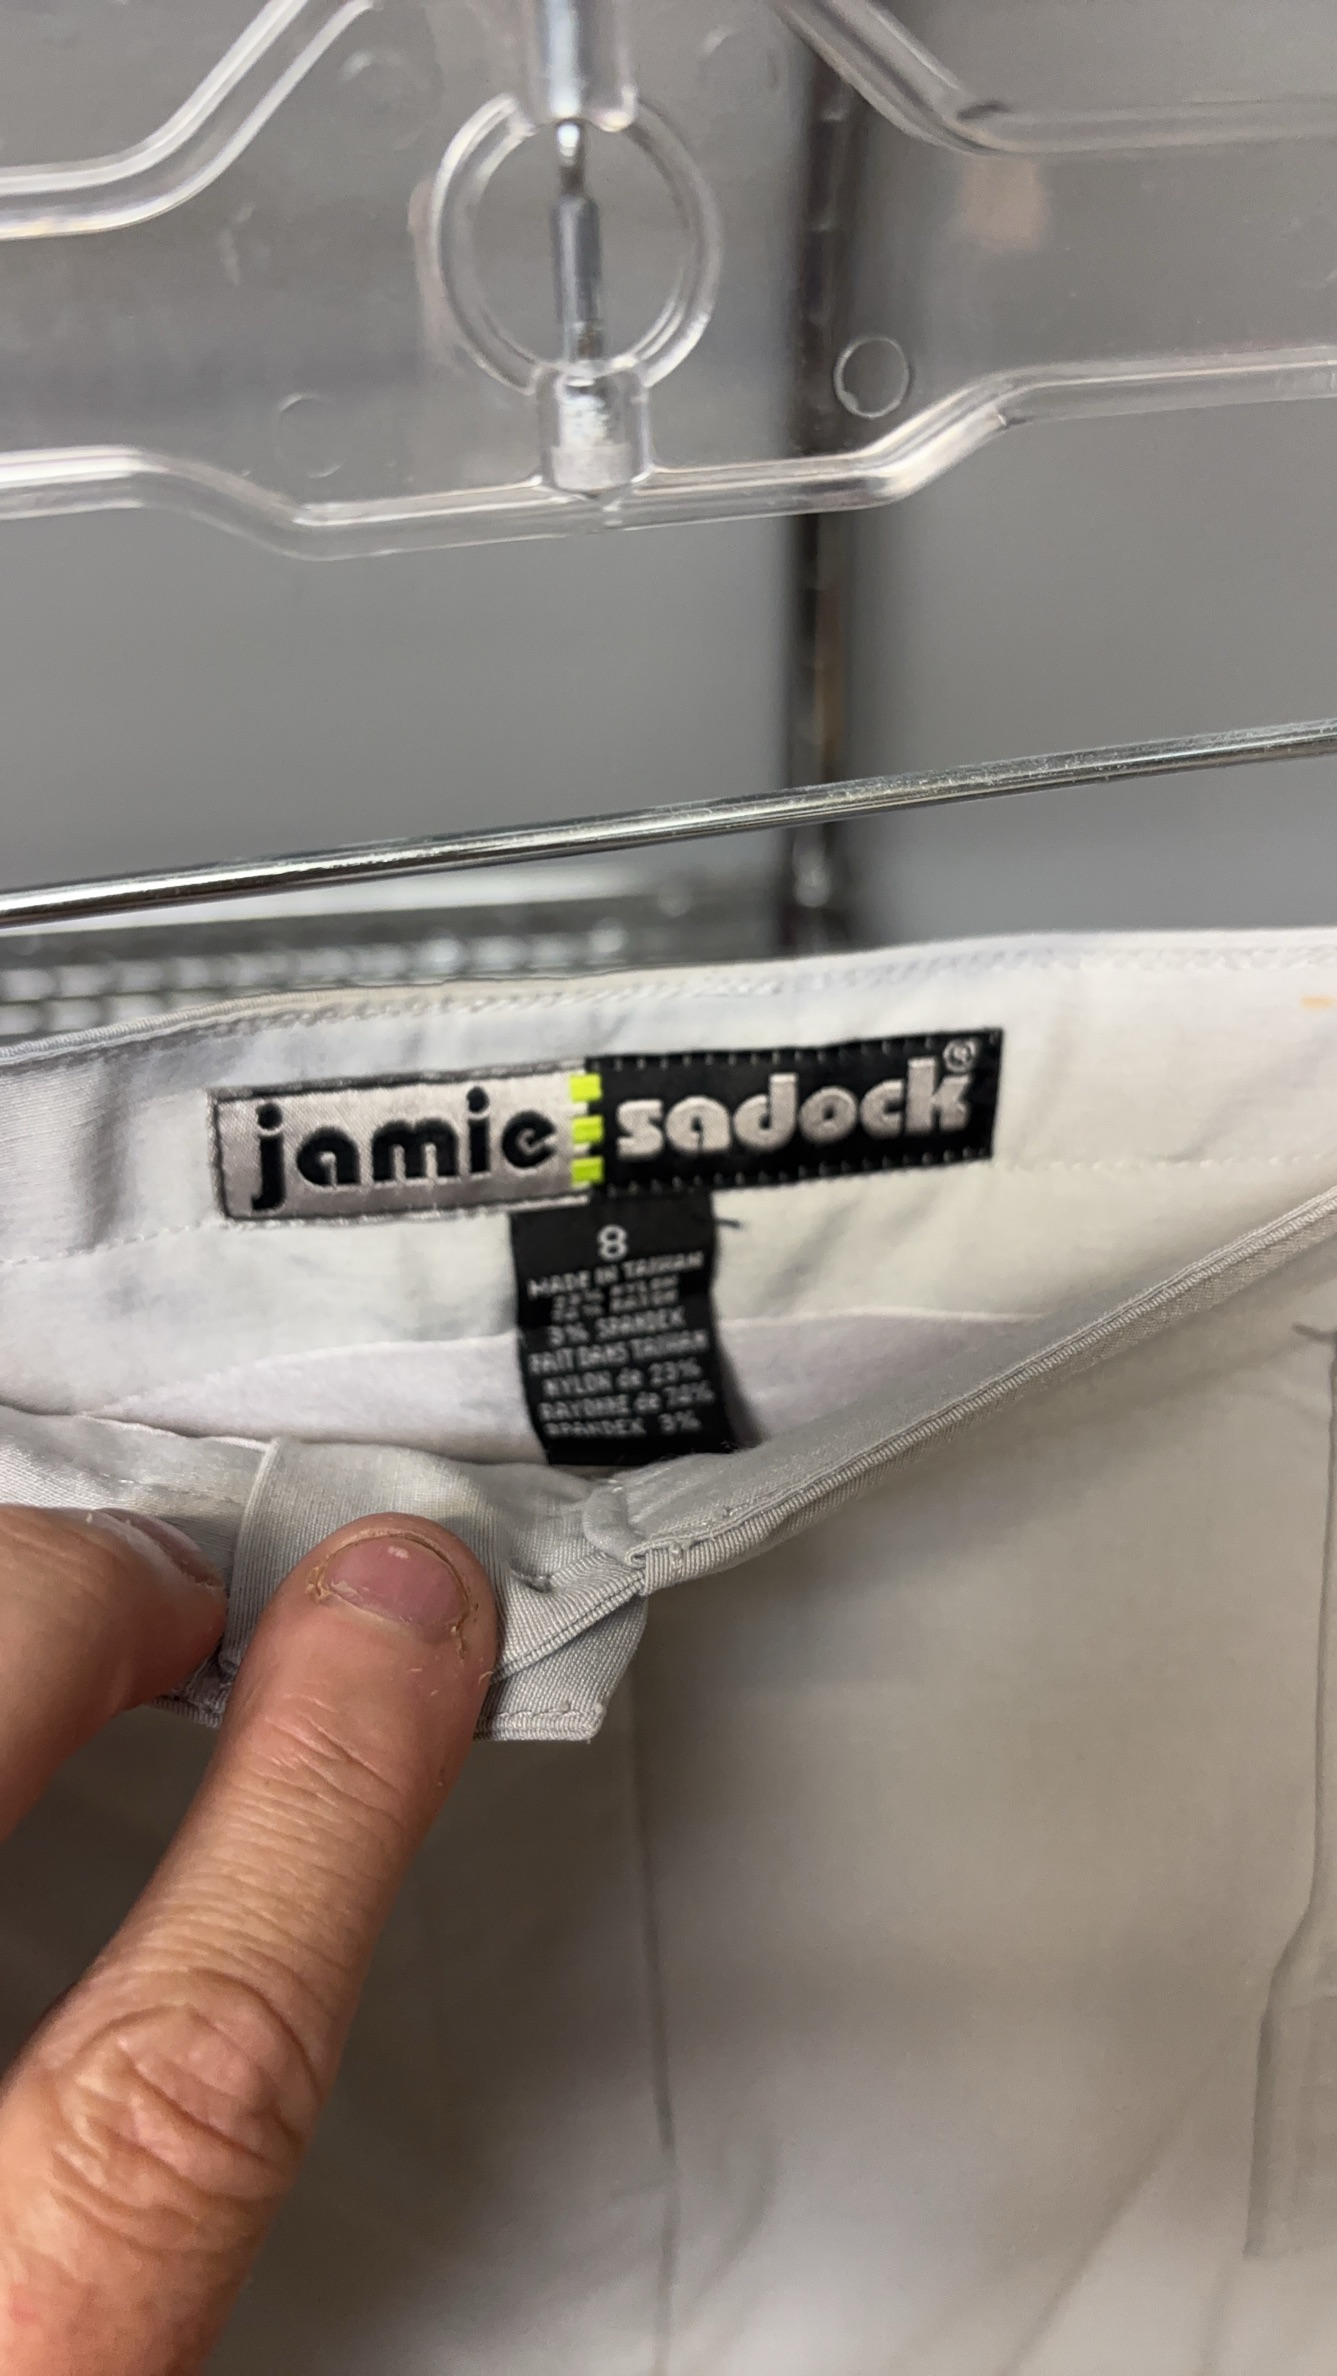 jamie sadock®
8
MADE IN TAIWAN
3% SPANDEX
FAIT DANS TAIWAN
NYLON de 23%
RAYONNE de 74%
SPANDEX 3%